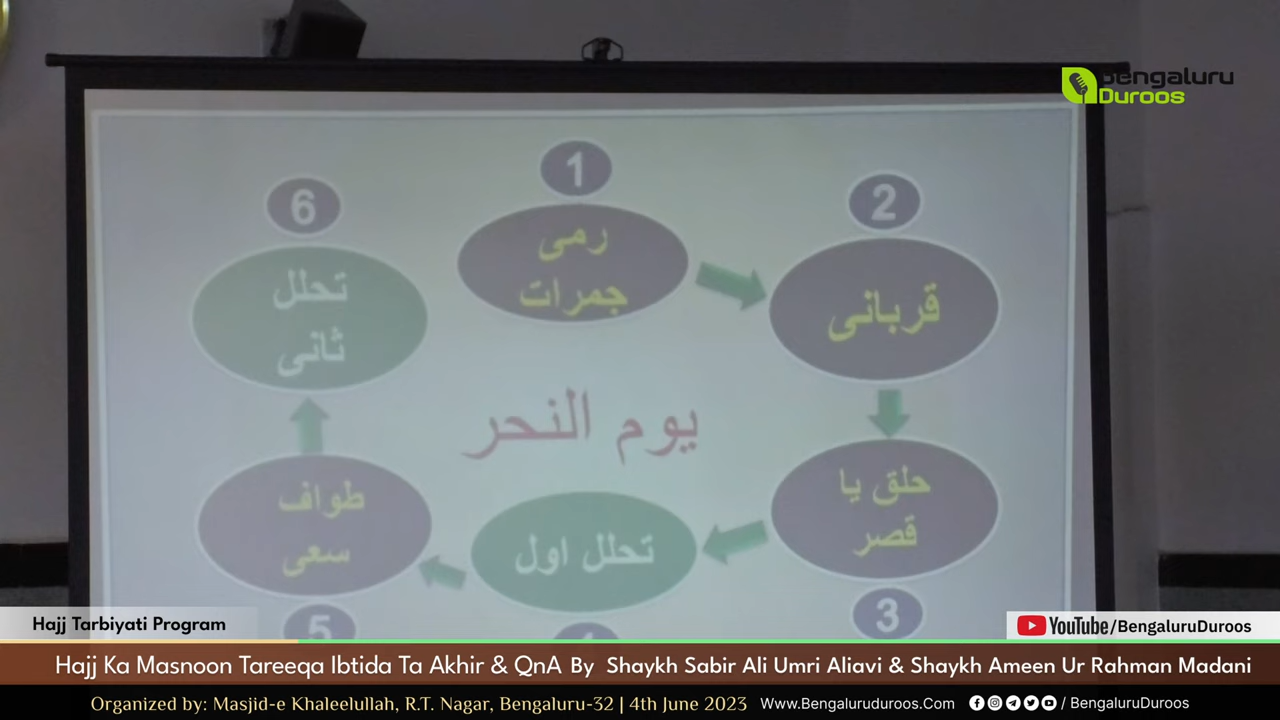 Bengaluru
Duroos
1
رمی
جمرات
2
قربانی
حلق یا
قصر
3
تحلل اول
4
طواف
سعی
5
6
تحلل
ثانی
یوم النحر
Hajj Tarbiyati Program
YouTube/BengaluruDuroos
Hajj Ka Masnoon Tareeqa Ibtida Ta Akhir & QnA By Shaykh Sabir Ali Umri Aliavi & Shaykh Ameen Ur Rahman Madani
Organized by: Masjid-e Khaleelullah, R.T. Nagar, Bengaluru-32 | 4th June 2023 Www.Bengaluruduroos.Com / BengaluruDuroos